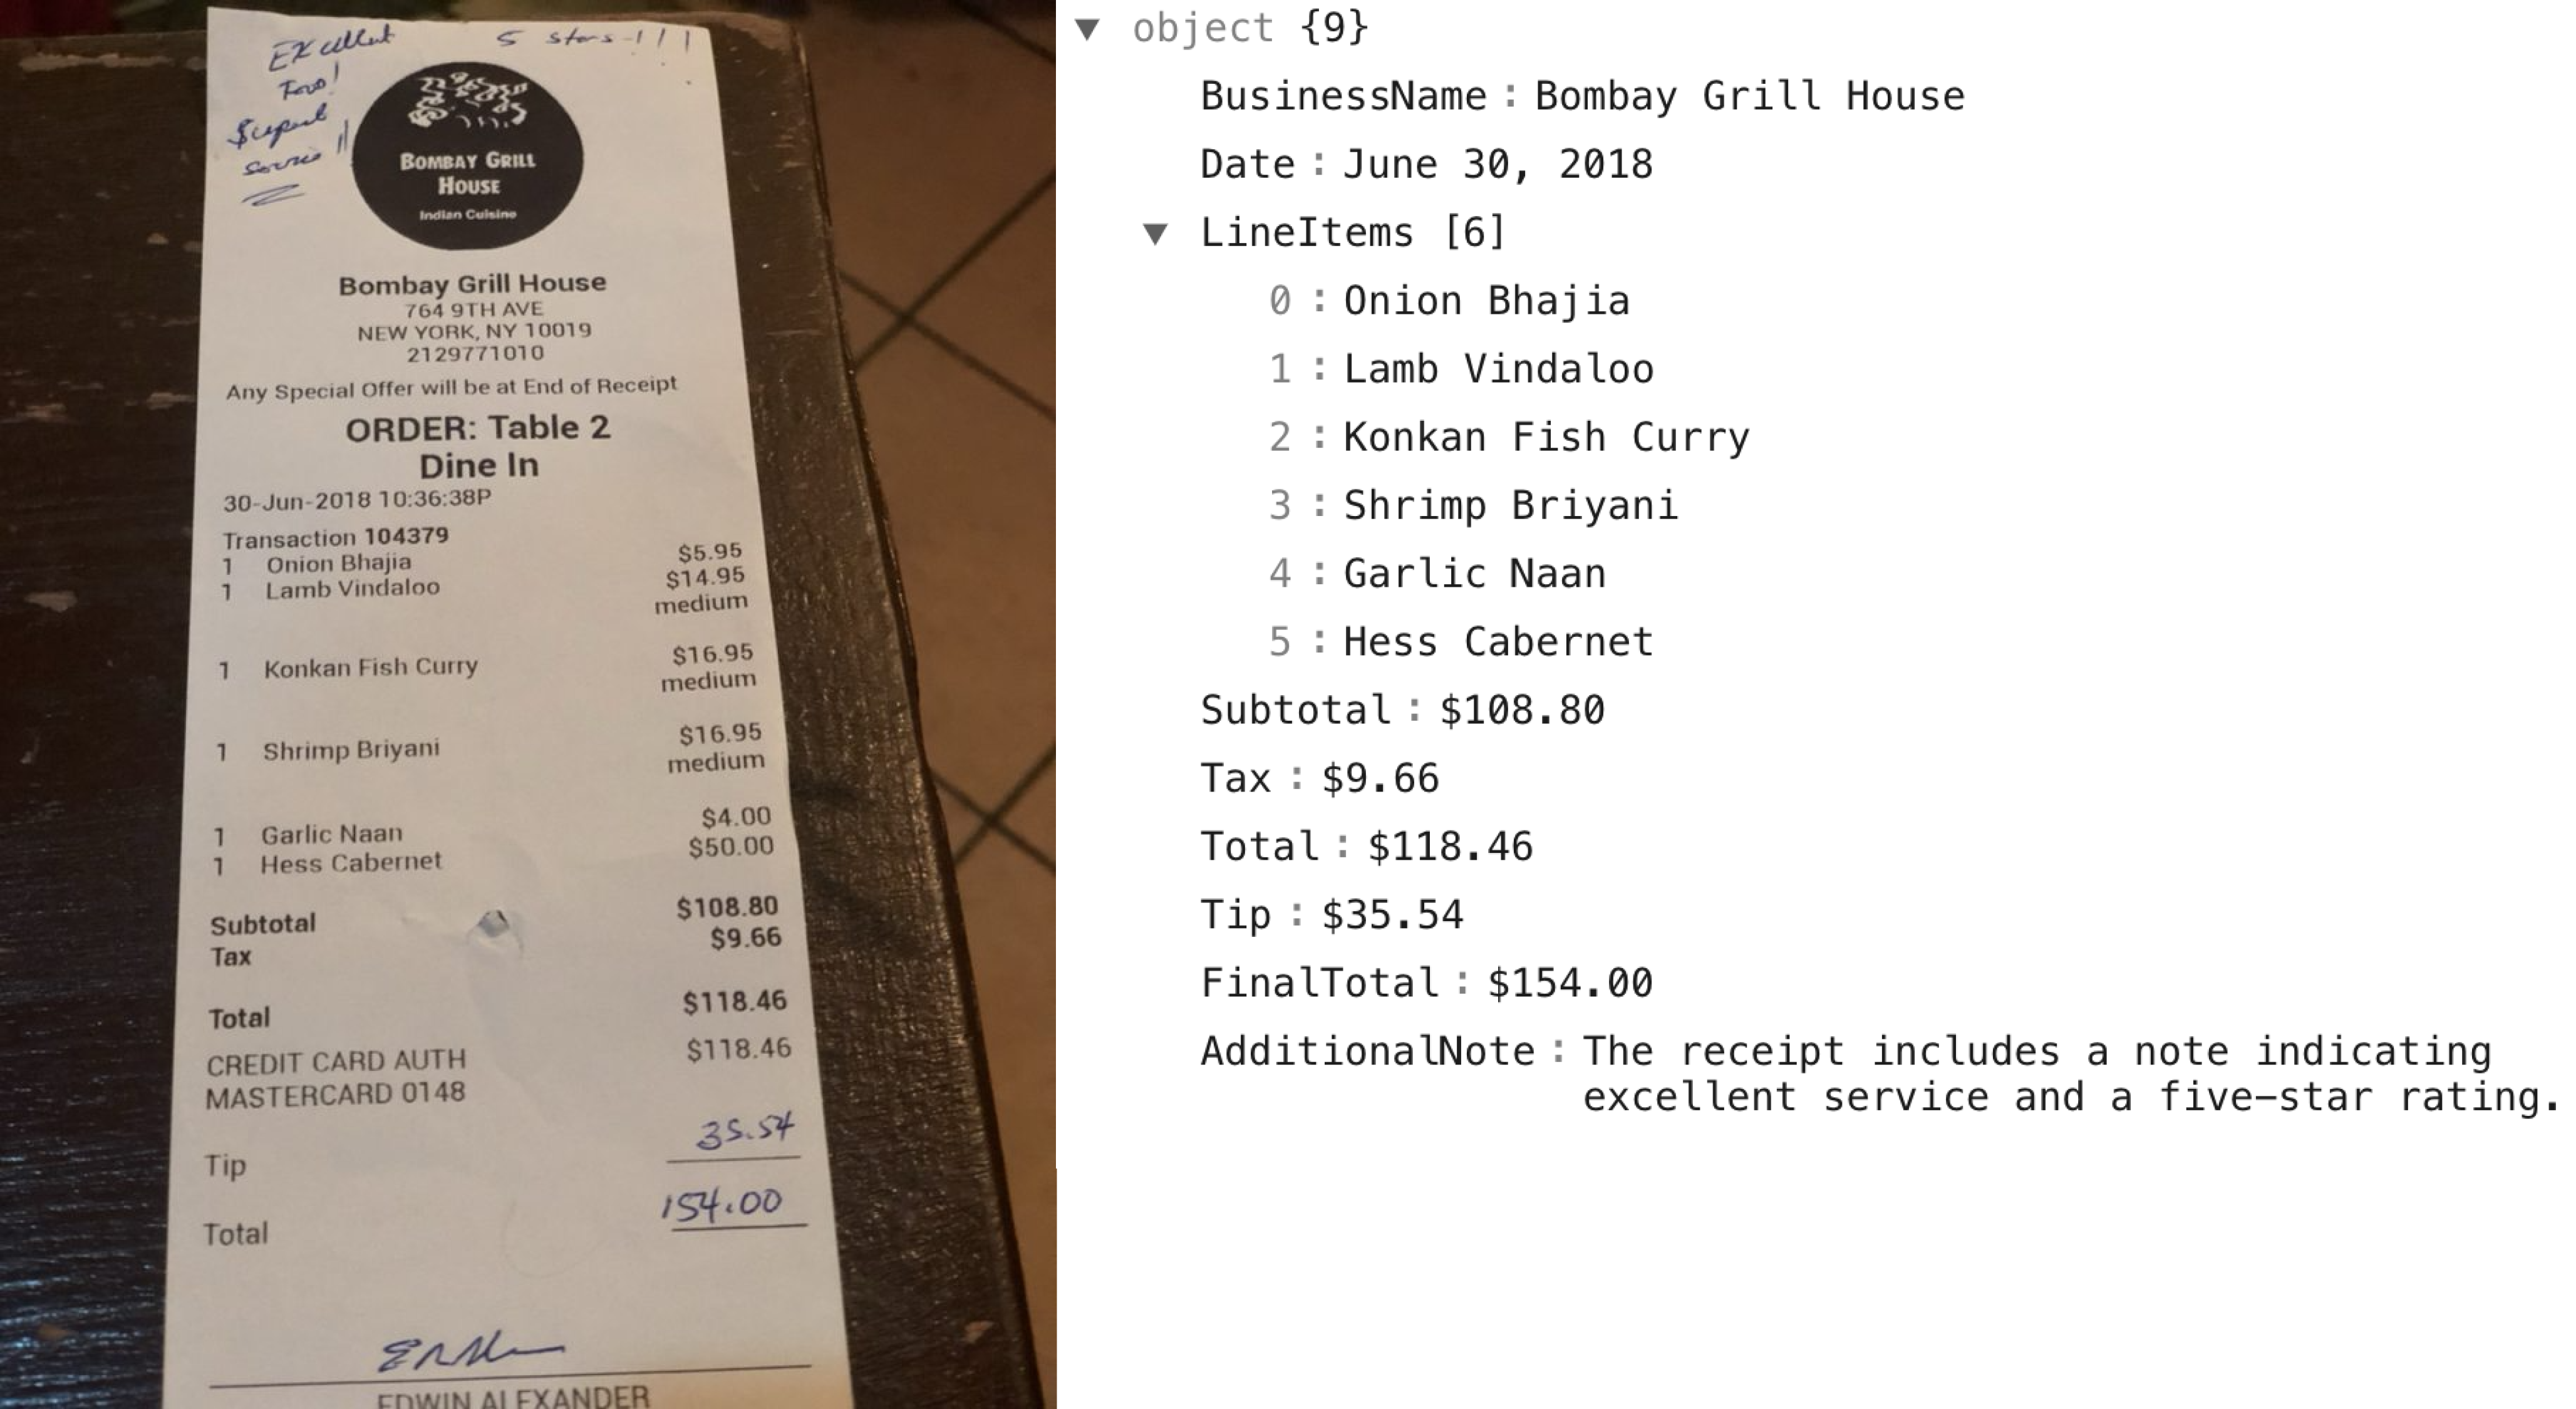 Excellent
Food!
Superb
service !!
5 stars-!!!
BOMBAY GRILL
HOUSE
Indian Cuisine
Bombay Grill House
764 9TH AVE
NEW YORK, NY 10019
2129771010
Any Special Offer will be at End of Receipt
ORDER: Table 2
Dine In
30-Jun-2018 10:36:38P
Transaction 104379
1 Onion Bhajia $5.95
1 Lamb Vindaloo $14.95
medium
1 Konkan Fish Curry $16.95
medium
1 Shrimp Briyani $16.95
medium
1 Garlic Naan $4.00
1 Hess Cabernet $50.00
Subtotal $108.80
Tax $9.66
Total $118.46
CREDIT CARD AUTH $118.46
MASTERCARD 0148
Tip 35.54
Total 154.00
EDWIN ALEXANDER
▼ object {9}
BusinessName : Bombay Grill House
Date : June 30, 2018
▼ LineItems [6]
0 : Onion Bhajia
1 : Lamb Vindaloo
2 : Konkan Fish Curry
3 : Shrimp Briyani
4 : Garlic Naan
5 : Hess Cabernet
Subtotal : $108.80
Tax : $9.66
Total : $118.46
Tip : $35.54
FinalTotal : $154.00
AdditionalNote : The receipt includes a note indicating
excellent service and a five-star rating.